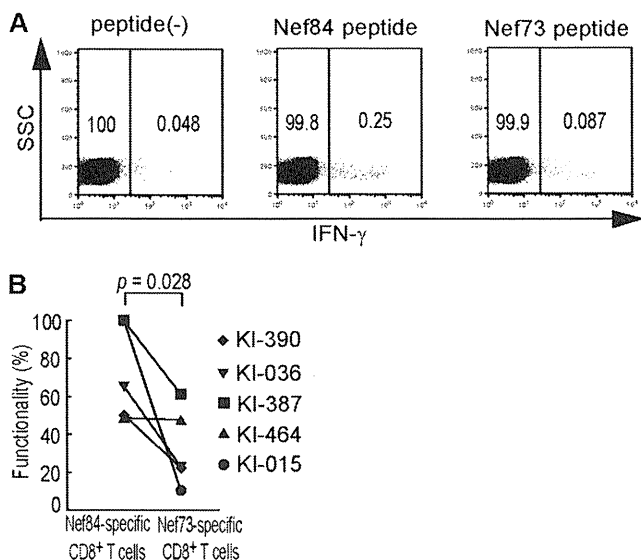 A
peptide(-)
Nef84 peptide
Nef73 peptide
SSC
100
0.048
99.8
0.25
99.9
0.087
IFN-γ
B
p = 0.028
Functionality (%)
100
80
60
40
20
0
KI-390
KI-036
KI-387
KI-464
KI-015
Nef84-specific Nef73-specific
CD8⁺ T cells CD8⁺ T cells